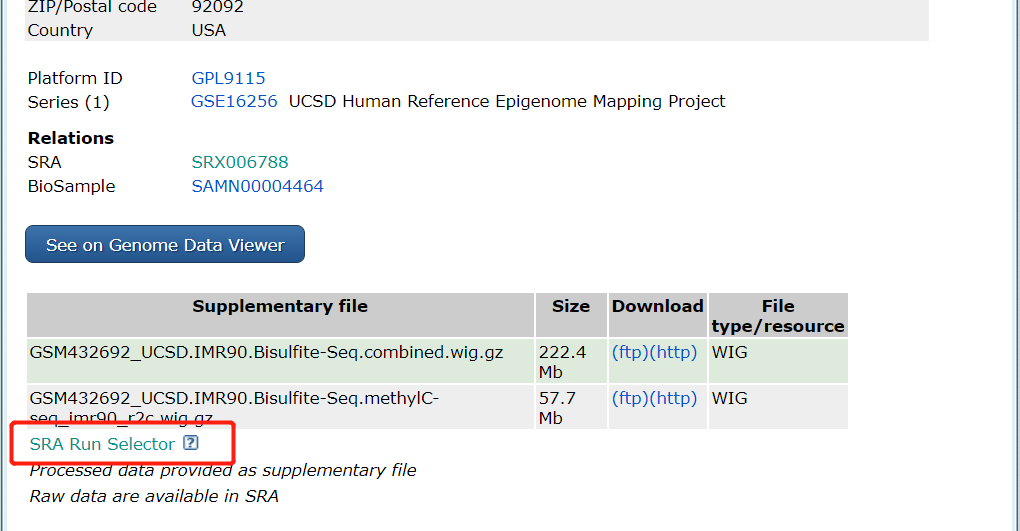 ZIP/Postal code 92092
Country USA
Platform ID GPL9115
Series (1) GSE16256 UCSD Human Reference Epigenome Mapping Project
Relations
SRA SRX006788
BioSample SAMN00004464
See on Genome Data Viewer
Supplementary file Size Download File type/resource
GSM432692_UCSD.IMR90.Bisulfite-Seq.combined.wig.gz 222.4 Mb (ftp)(http) WIG
GSM432692_UCSD.IMR90.Bisulfite-Seq.methylC- 57.7 Mb (ftp)(http) WIG
seq_imr90_r2c.wig.gz
SRA Run Selector ?
Processed data provided as supplementary file
Raw data are available in SRA